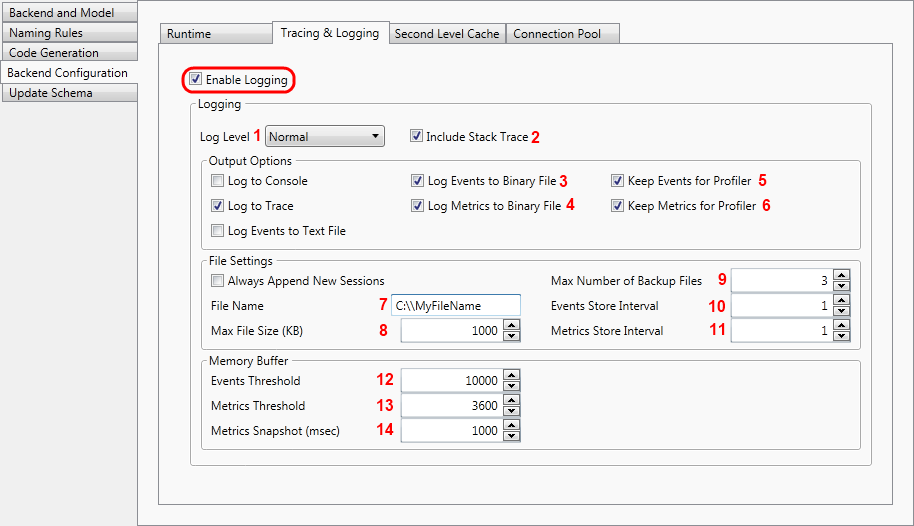 Backend and Model
Naming Rules
Code Generation
Backend Configuration
Update Schema
Runtime
Tracing & Logging
Second Level Cache
Connection Pool
Enable Logging
Logging
Log Level 1 Normal
Include Stack Trace 2
Output Options
Log to Console
Log Events to Binary File 3
Keep Events for Profiler 5
Log to Trace
Log Metrics to Binary File 4
Keep Metrics for Profiler 6
Log Events to Text File
File Settings
Always Append New Sessions
Max Number of Backup Files 9 3
File Name 7 C:\\MyFileName
Events Store Interval 10 1
Max File Size (KB) 8 1000
Metrics Store Interval 11 1
Memory Buffer
Events Threshold 12 10000
Metrics Threshold 13 3600
Metrics Snapshot (msec) 14 1000